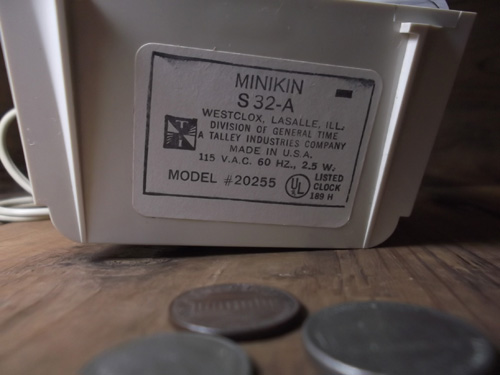 MINIKIN
S 32-A
WESTCLOX, LASALLE, ILL.
DIVISION OF GENERAL TIME
A TALLEY INDUSTRIES COMPANY
MADE IN U.S.A.
115 V.A.C. 60 HZ., 2.5 W.
MODEL #20255
UL
LISTED
CLOCK
189 H